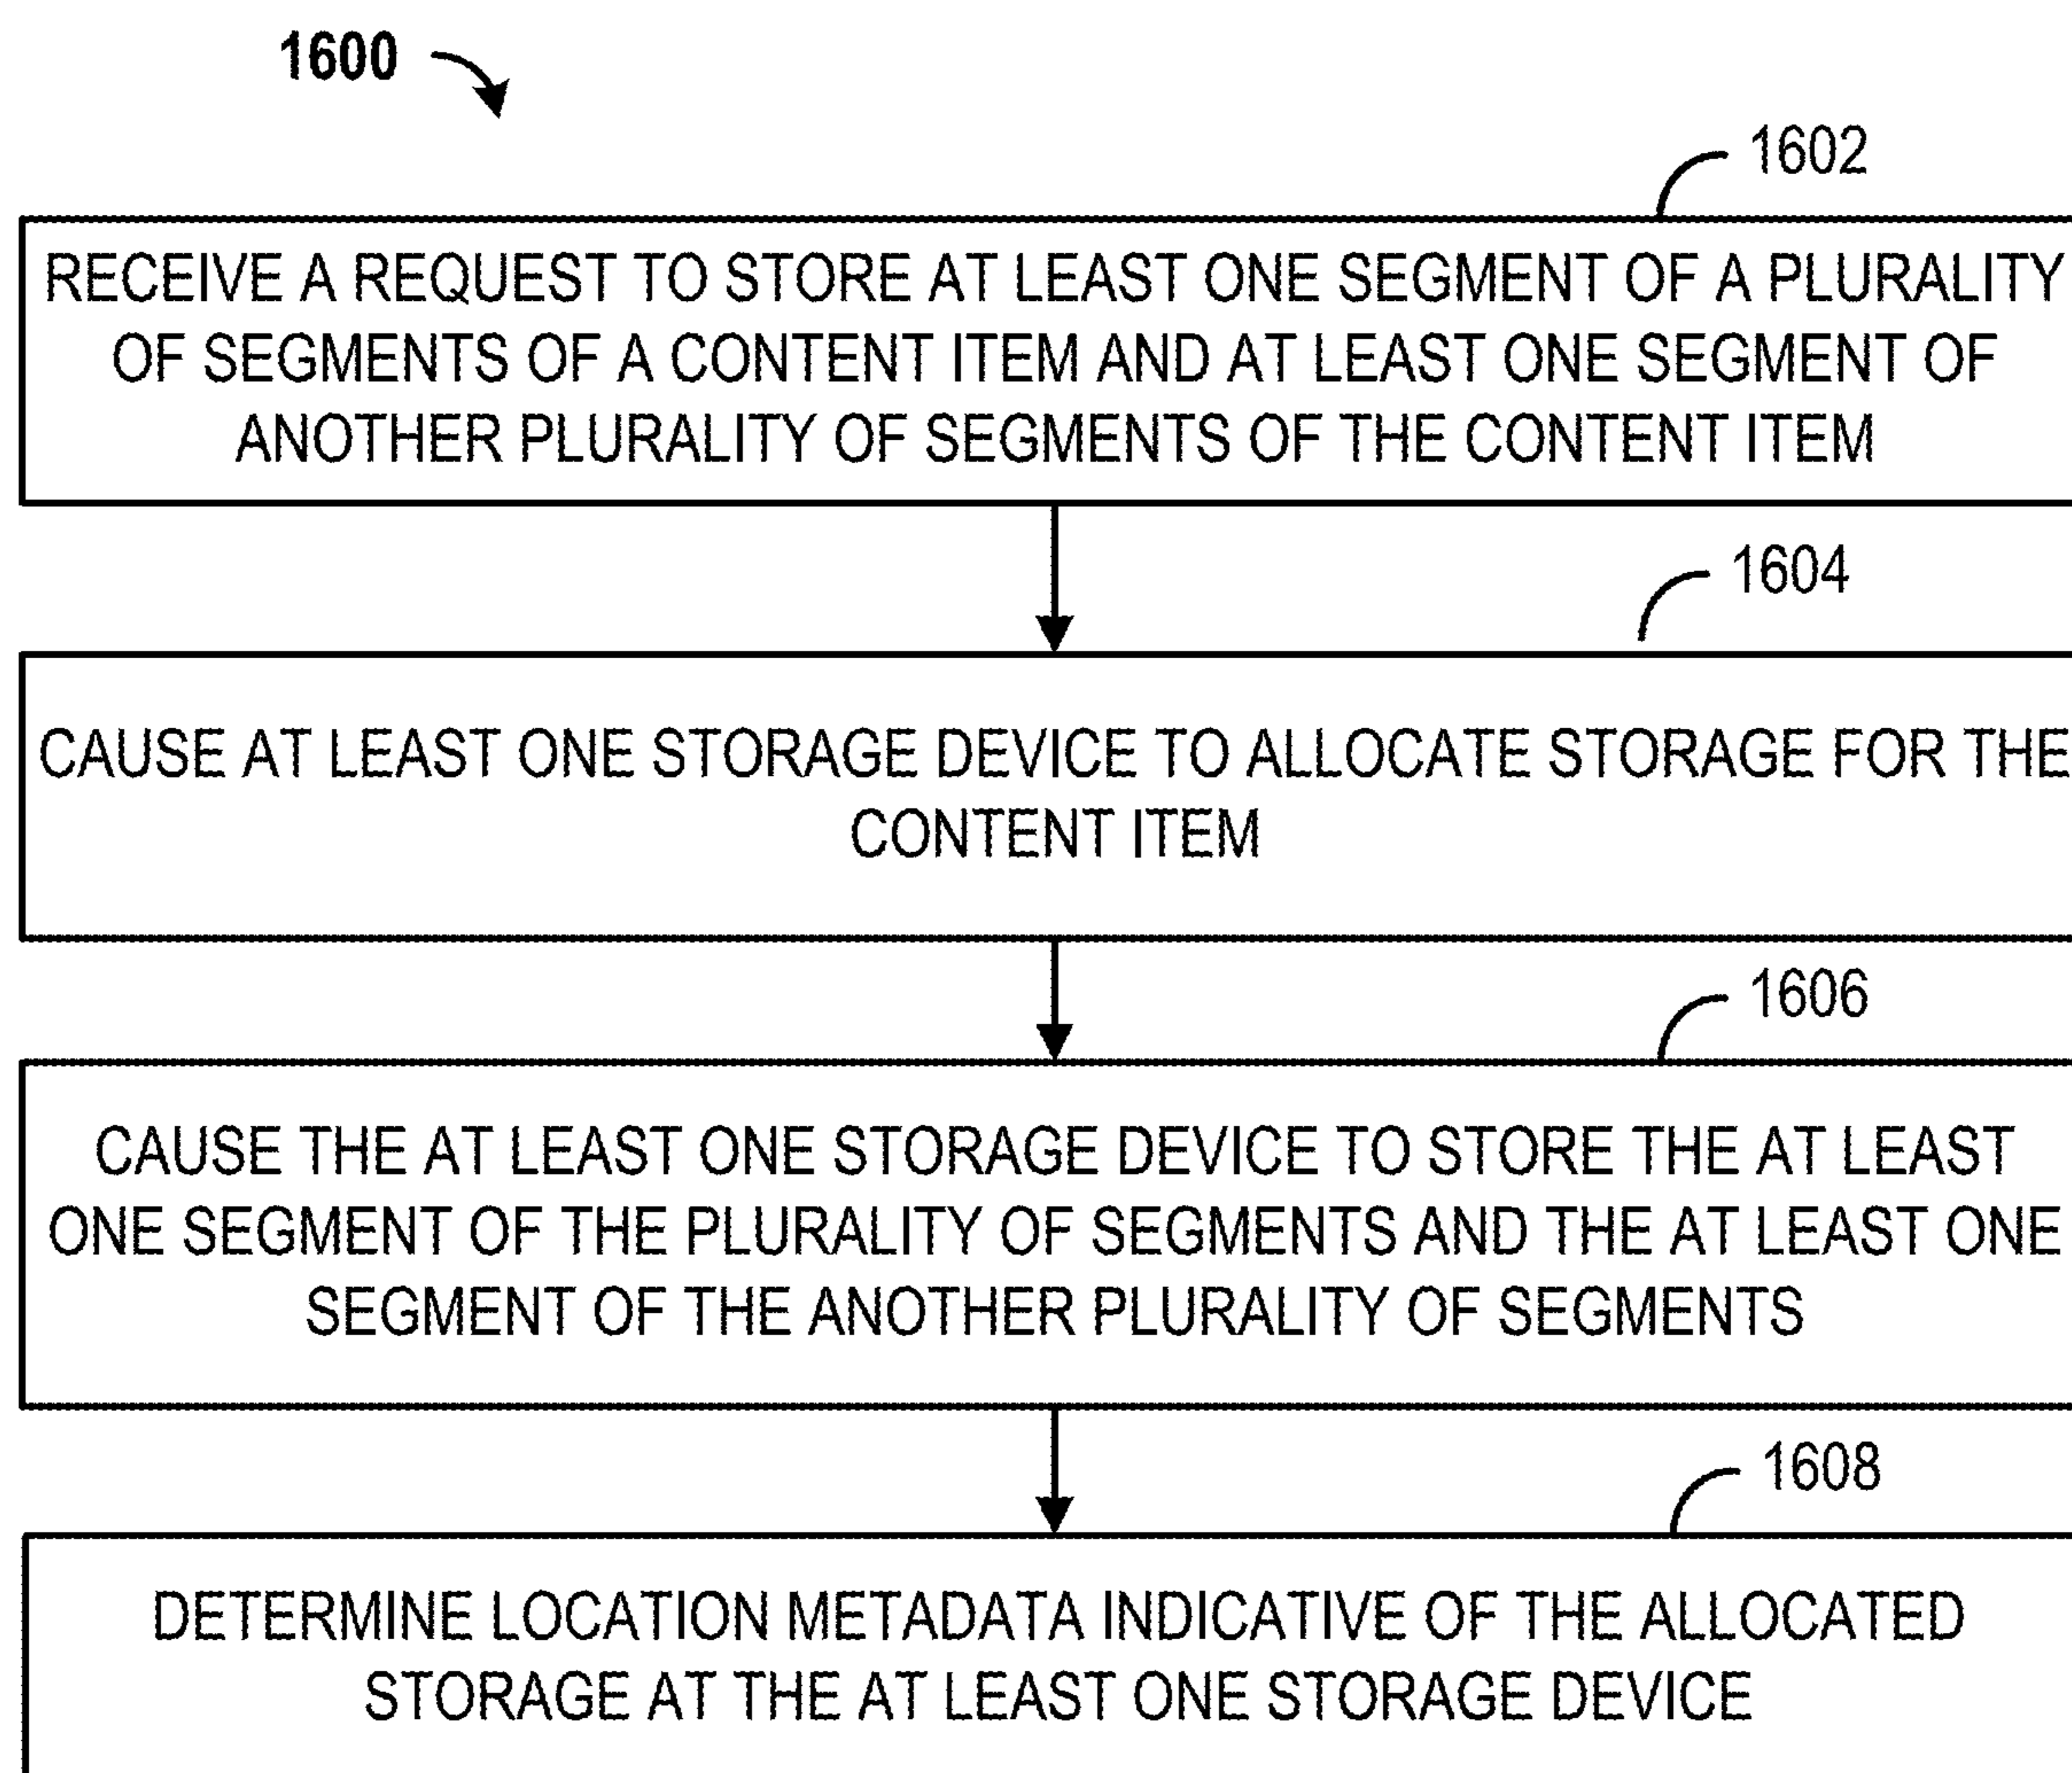 1600
1602
RECEIVE A REQUEST TO STORE AT LEAST ONE SEGMENT OF A PLURALITY
OF SEGMENTS OF A CONTENT ITEM AND AT LEAST ONE SEGMENT OF
ANOTHER PLURALITY OF SEGMENTS OF THE CONTENT ITEM
1604
CAUSE AT LEAST ONE STORAGE DEVICE TO ALLOCATE STORAGE FOR THE
CONTENT ITEM
1606
CAUSE THE AT LEAST ONE STORAGE DEVICE TO STORE THE AT LEAST
ONE SEGMENT OF THE PLURALITY OF SEGMENTS AND THE AT LEAST ONE
SEGMENT OF THE ANOTHER PLURALITY OF SEGMENTS
1608
DETERMINE LOCATION METADATA INDICATIVE OF THE ALLOCATED
STORAGE AT THE AT LEAST ONE STORAGE DEVICE